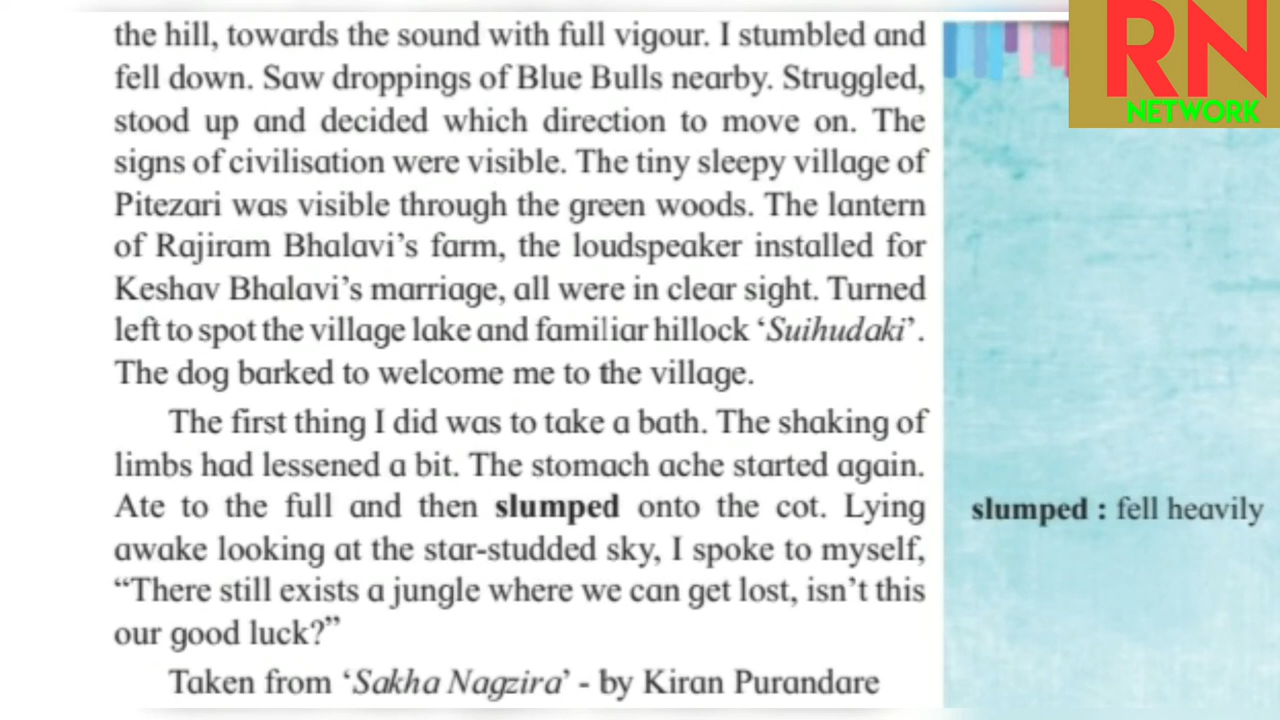 the hill, towards the sound with full vigour. I stumbled and
fell down. Saw droppings of Blue Bulls nearby. Struggled,
stood up and decided which direction to move on. The
signs of civilisation were visible. The tiny sleepy village of
Pitezari was visible through the green woods. The lantern
of Rajiram Bhalavi’s farm, the loudspeaker installed for
Keshav Bhalavi’s marriage, all were in clear sight. Turned
left to spot the village lake and familiar hillock ‘Suihudaki’.
The dog barked to welcome me to the village.
The first thing I did was to take a bath. The shaking of
limbs had lessened a bit. The stomach ache started again.
Ate to the full and then slumped onto the cot. Lying
awake looking at the star-studded sky, I spoke to myself,
“There still exists a jungle where we can get lost, isn’t this
our good luck?”
Taken from ‘Sakha Nagzira’ - by Kiran Purandare
slumped : fell heavily
RN
NETWORK